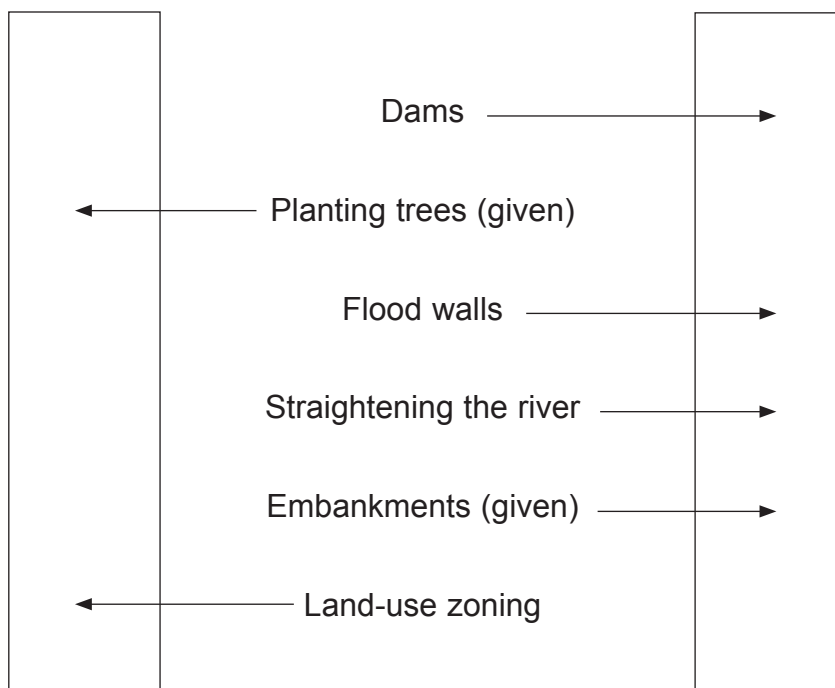 Dams
Planting trees (given)
Flood walls
Straightening the river
Embankments (given)
Land-use zoning